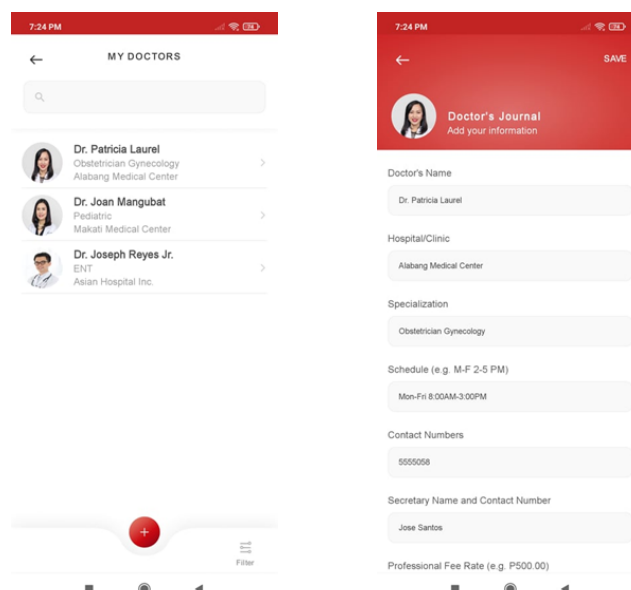 7:24 PM
74
MY DOCTORS
Dr. Patricia Laurel
Obstetrician Gynecology
Alabang Medical Center
Dr. Joan Mangubat
Pediatric
Makati Medical Center
Dr. Joseph Reyes Jr.
ENT
Asian Hospital Inc.
+
Filter
7:24 PM
74
SAVE
Doctor's Journal
Add your information
Doctor's Name
Dr. Patricia Laurel
Hospital/Clinic
Alabang Medical Center
Specialization
Obstetrician Gynecology
Schedule (e.g. M-F 2-5 PM)
Mon-Fri 8:00AM-3:00PM
Contact Numbers
5555058
Secretary Name and Contact Number
Jose Santos
Professional Fee Rate (e.g. P500.00)